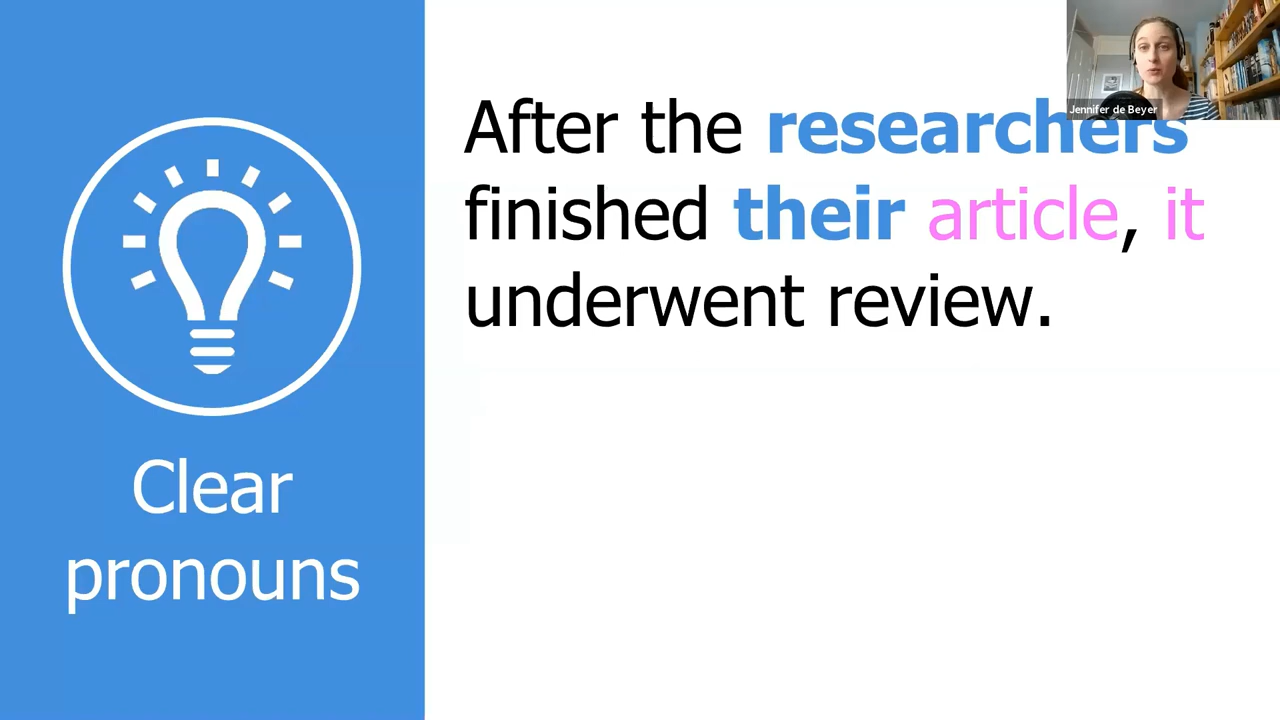 After the researchers
finished their article, it
underwent review.
Clear
pronouns
Jennifer de Beyer